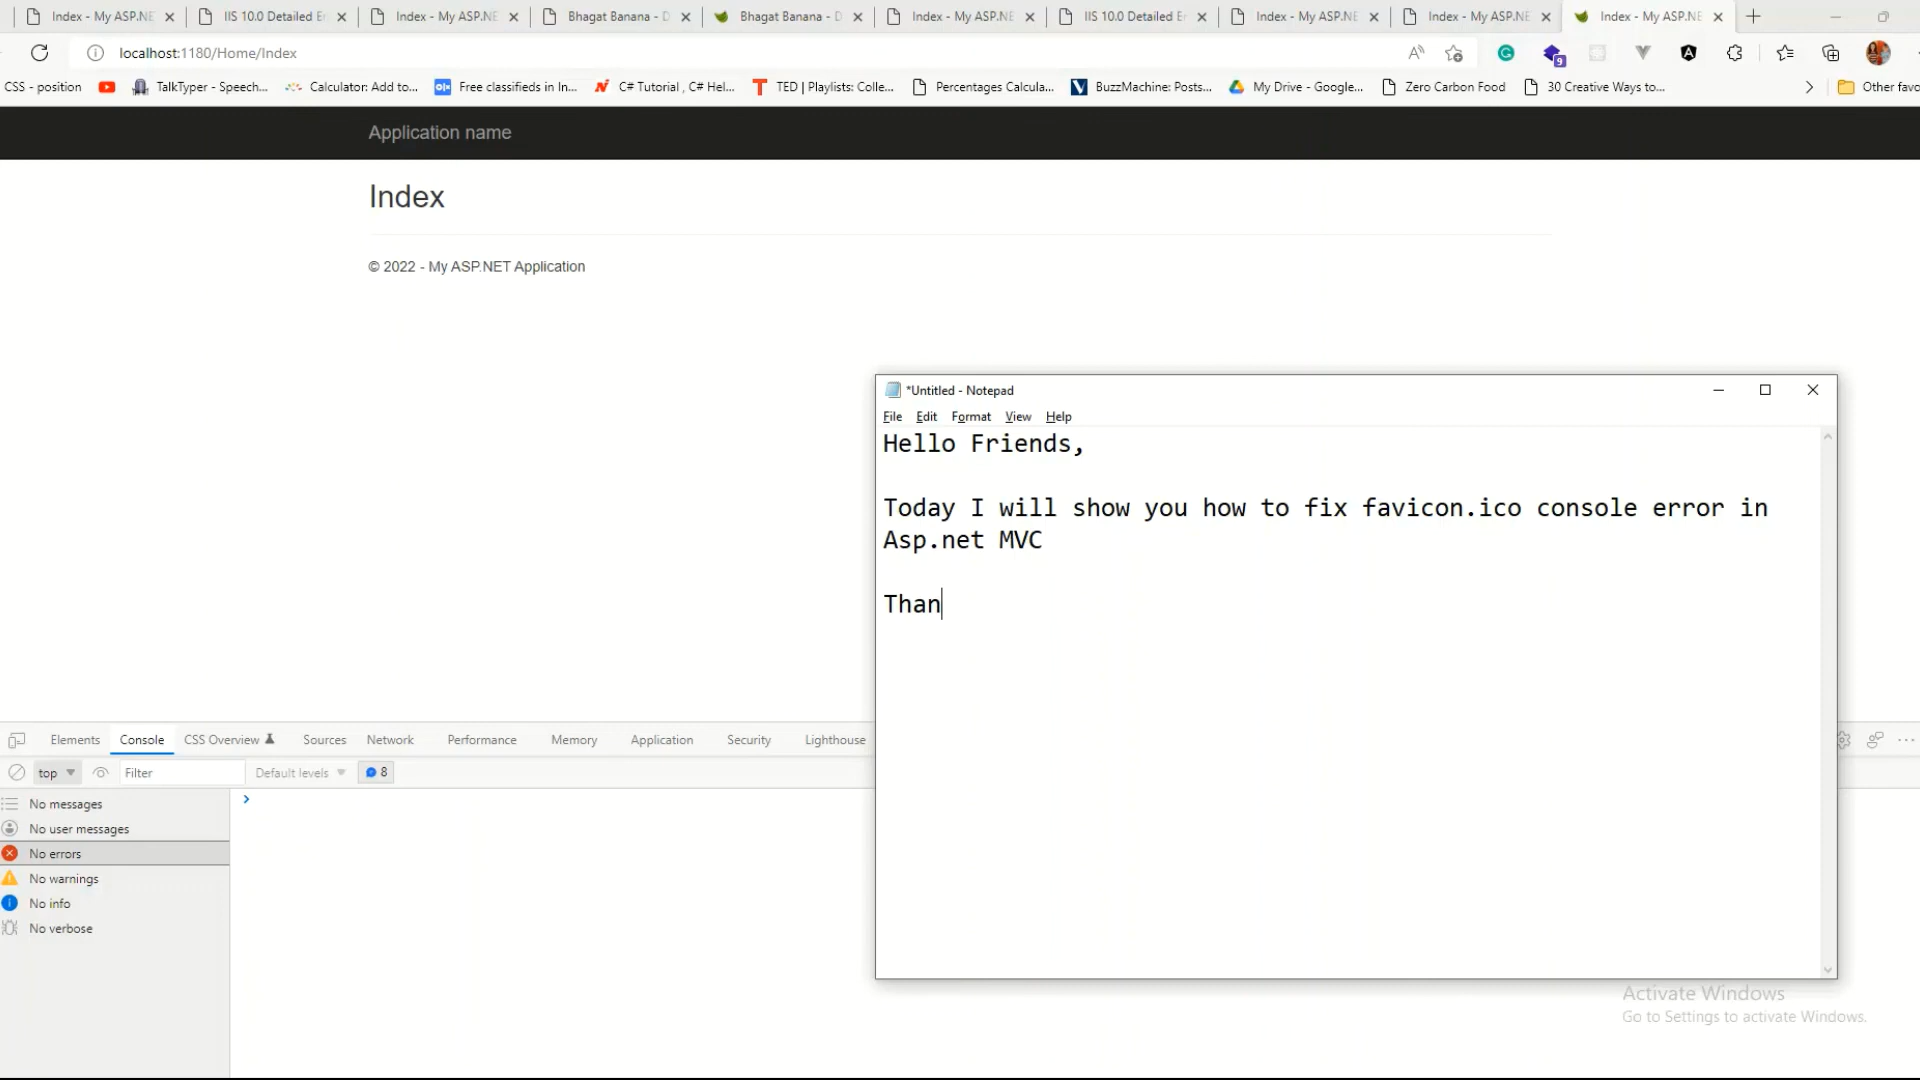 Index - My ASP.NE
IIS 10.0 Detailed Er
Index - My ASP.NE
Bhagat Banana - D
Bhagat Banana - D
Index - My ASP.NE
IIS 10.0 Detailed Er
Index - My ASP.NE
Index - My ASP.NE
Index - My ASP.NE
localhost:1180/Home/Index
9
CSS - position
TalkTyper - Speech...
Calculator: Add to...
Free classifieds in In...
C# Tutorial , C# Hel...
TED | Playlists: Colle...
Percentages Calcula...
BuzzMachine: Posts...
My Drive - Google...
Zero Carbon Food
30 Creative Ways to...
Other favo
Application name
Index
© 2022 - My ASP.NET Application
*Untitled - Notepad
File Edit Format View Help
Hello Friends,
Today I will show you how to fix favicon.ico console error in
Asp.net MVC
Than
Elements Console CSS Overview Sources Network Performance Memory Application Security Lighthouse
top Filter Default levels 8
No messages
No user messages
No errors
No warnings
No info
No verbose
Activate Windows
Go to Settings to activate Windows.